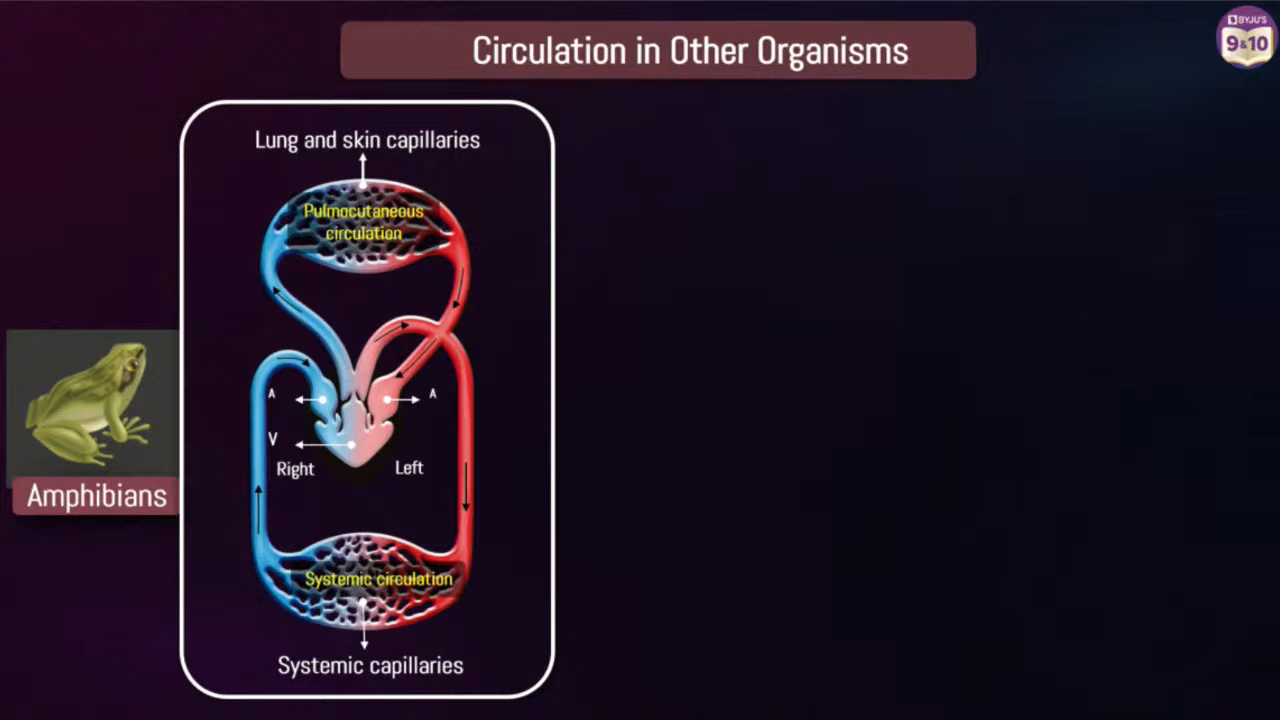 Circulation in Other Organisms
BYJU'S
9&10
Lung and skin capillaries
Pulmocutaneous
circulation
A
A
V
Right
Left
Amphibians
Systemic circulation
Systemic capillaries